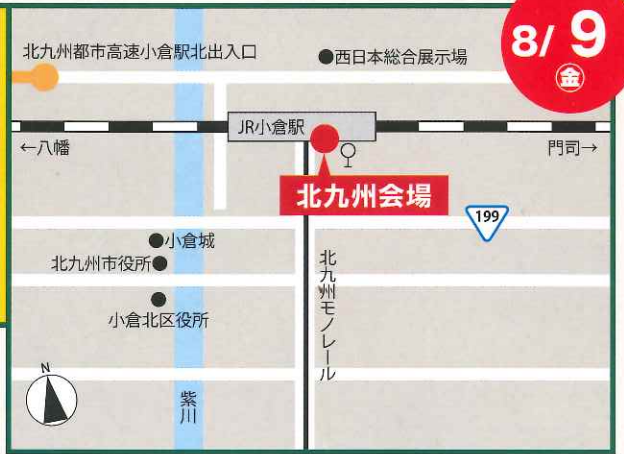 8/9
金
北九州都市高速小倉駅北出入口
西日本総合展示場
JR小倉駅
←八幡
門司→
北九州会場
199
小倉城
北九州市役所
小倉北区役所
北九州モノレール
紫川
N